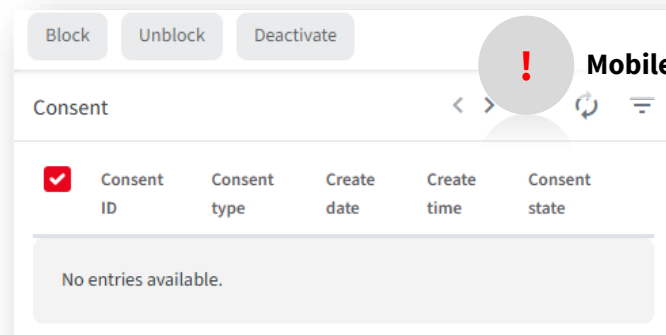 Block Unblock Deactivate
! Mobile
Consent
Consent ID Consent type Create date Create time Consent state
No entries available.